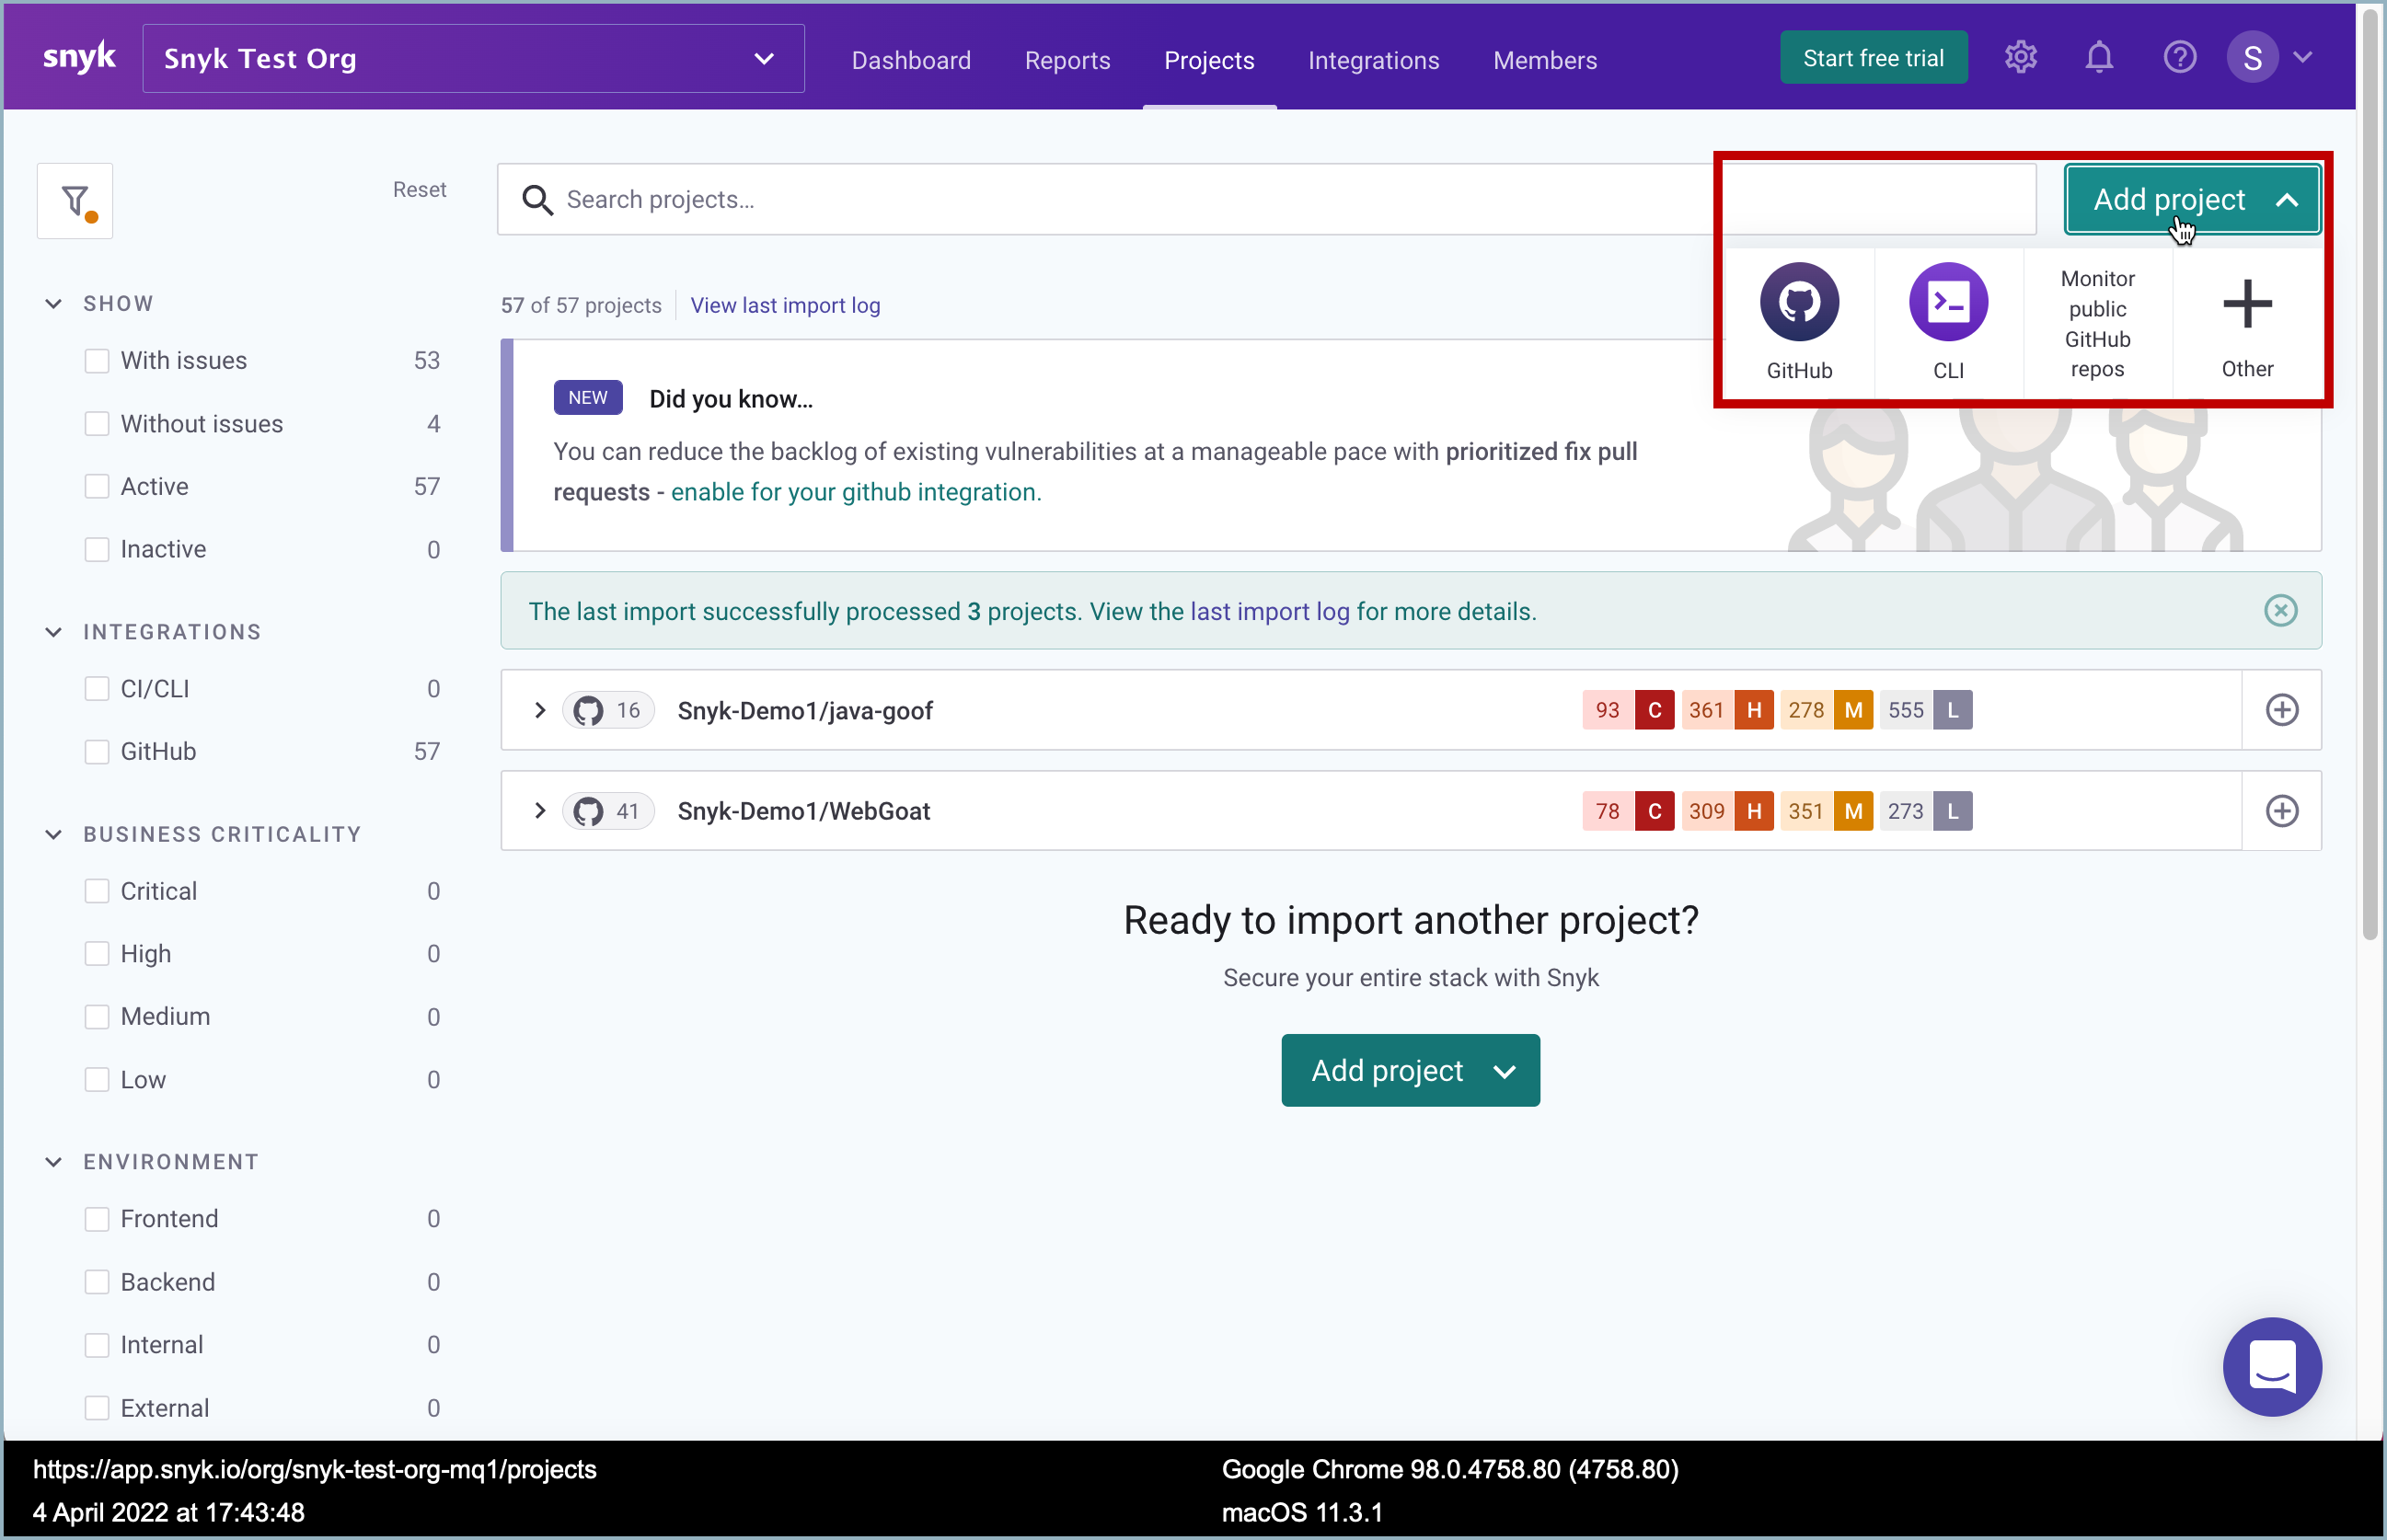 snyk
Snyk Test Org
Dashboard
Reports
Projects
Integrations
Members
Start free trial
S
Reset
Search projects...
Add project
GitHub
CLI
Monitor
public
GitHub
repos
Other
SHOW
With issues 53
Without issues 4
Active 57
Inactive 0
INTEGRATIONS
CI/CLI 0
GitHub 57
BUSINESS CRITICALITY
Critical 0
High 0
Medium 0
Low 0
ENVIRONMENT
Frontend 0
Backend 0
Internal 0
External 0
57 of 57 projects
View last import log
NEW Did you know...
You can reduce the backlog of existing vulnerabilities at a manageable pace with prioritized fix pull
requests - enable for your github integration.
The last import successfully processed 3 projects. View the last import log for more details.
16 Snyk-Demo1/java-goof 93 C 361 H 278 M 555 L
41 Snyk-Demo1/WebGoat 78 C 309 H 351 M 273 L
Ready to import another project?
Secure your entire stack with Snyk
Add project
https://app.snyk.io/org/snyk-test-org-mq1/projects
4 April 2022 at 17:43:48
Google Chrome 98.0.4758.80 (4758.80)
macOS 11.3.1